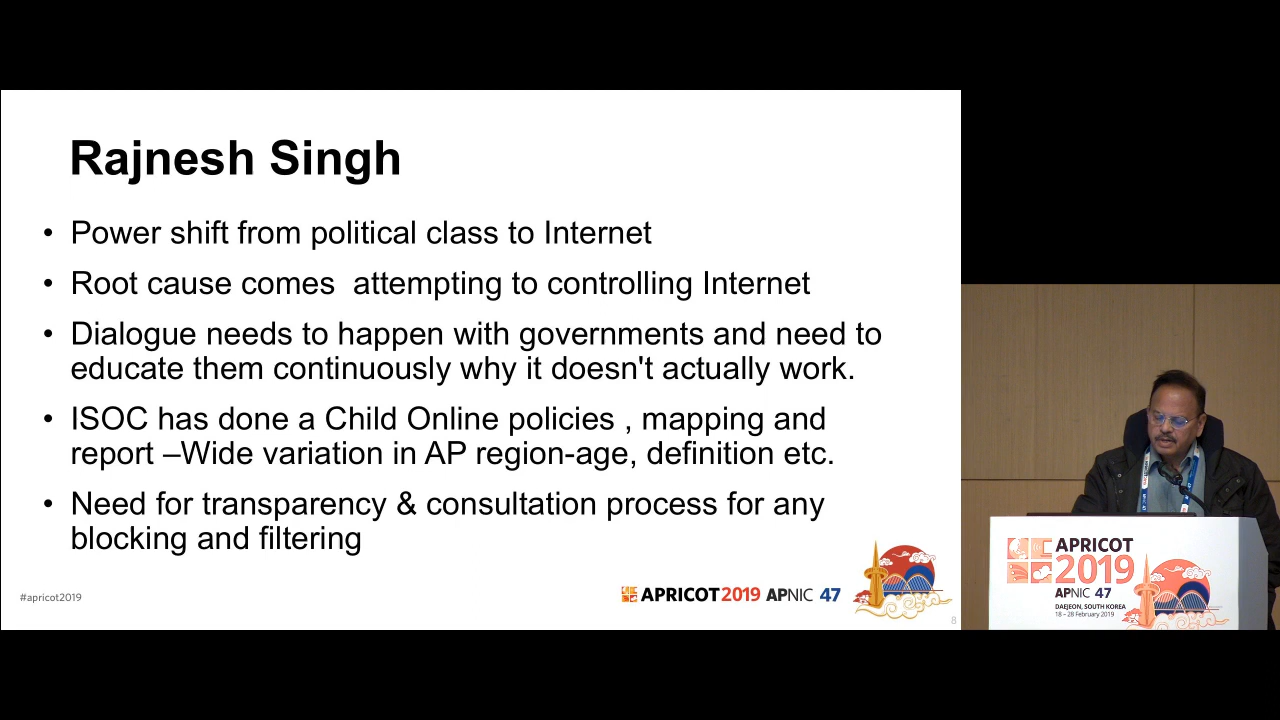 Rajnesh Singh
• Power shift from political class to Internet
• Root cause comes  attempting to controlling Internet
• Dialogue needs to happen with governments and need to
educate them continuously why it doesn't actually work.
• ISOC has done a Child Online policies , mapping and
report –Wide variation in AP region-age, definition etc.
• Need for transparency & consultation process for any
blocking and filtering
#apricot2019
APRICOT2019 APNIC 47
8
APRICOT
2019
APNIC 47
DAEJEON, SOUTH KOREA
18 – 28 February 2019